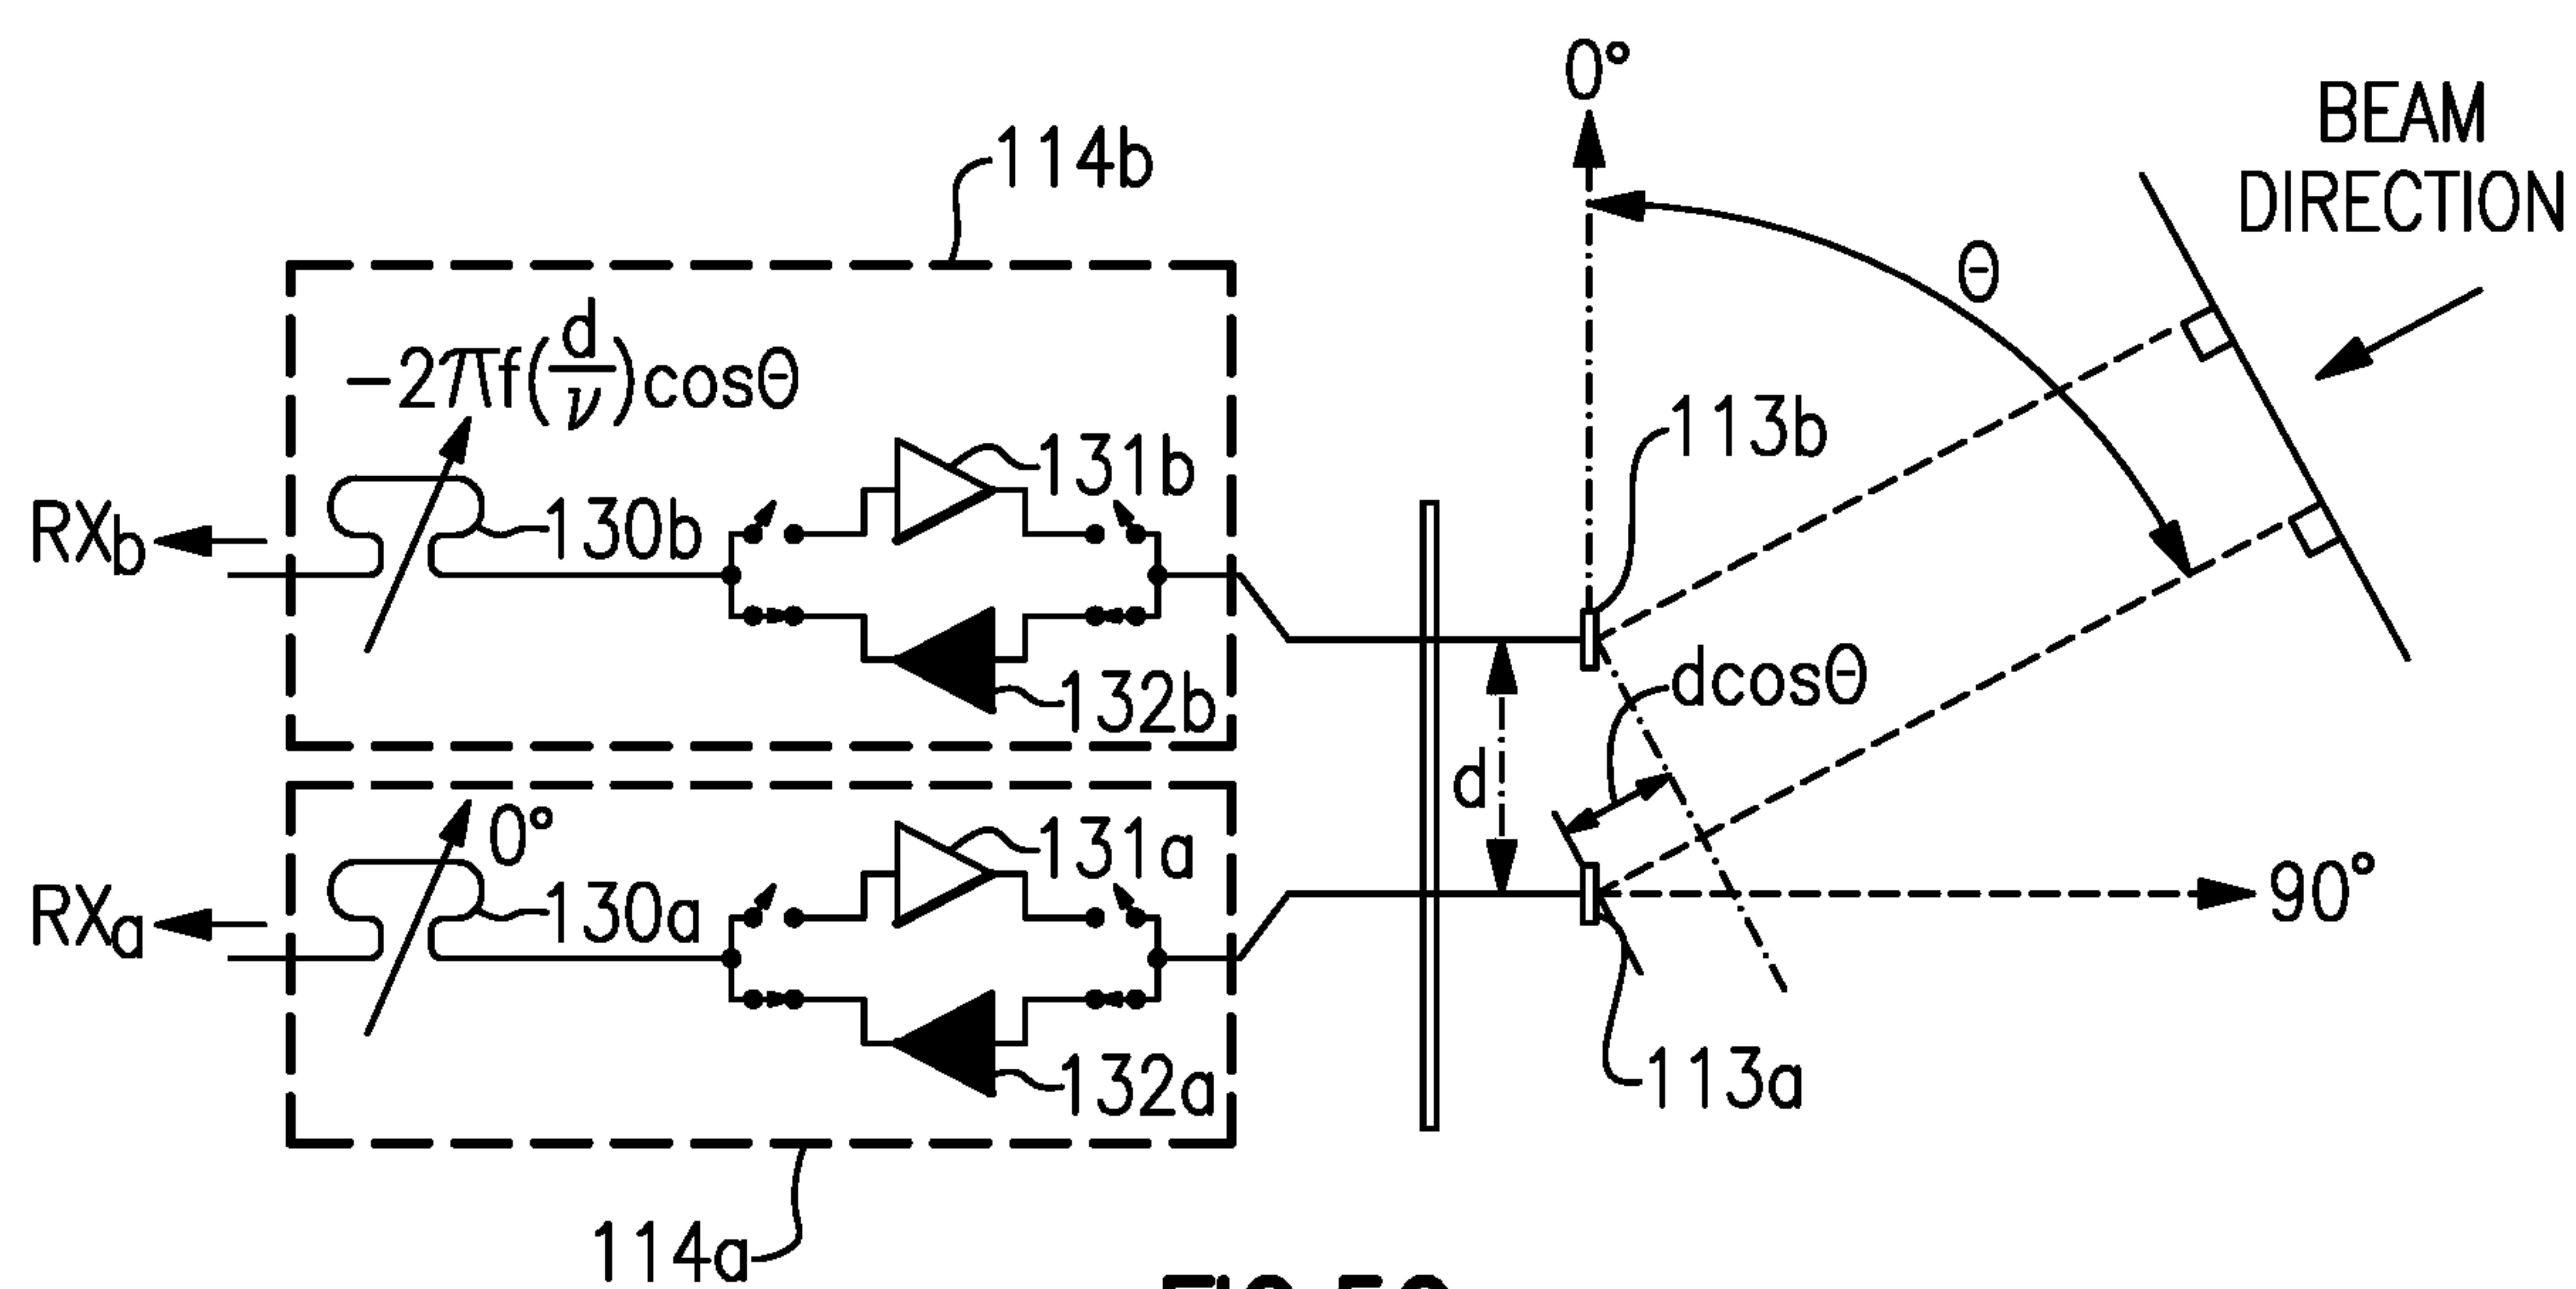 0°
BEAM
DIRECTION
114b
θ
-2πf(d/ν)cosθ
113b
131b
RXb
130b
dcosθ
132b
d
0°
131a
RXa
130a
90°
132a
113a
114a